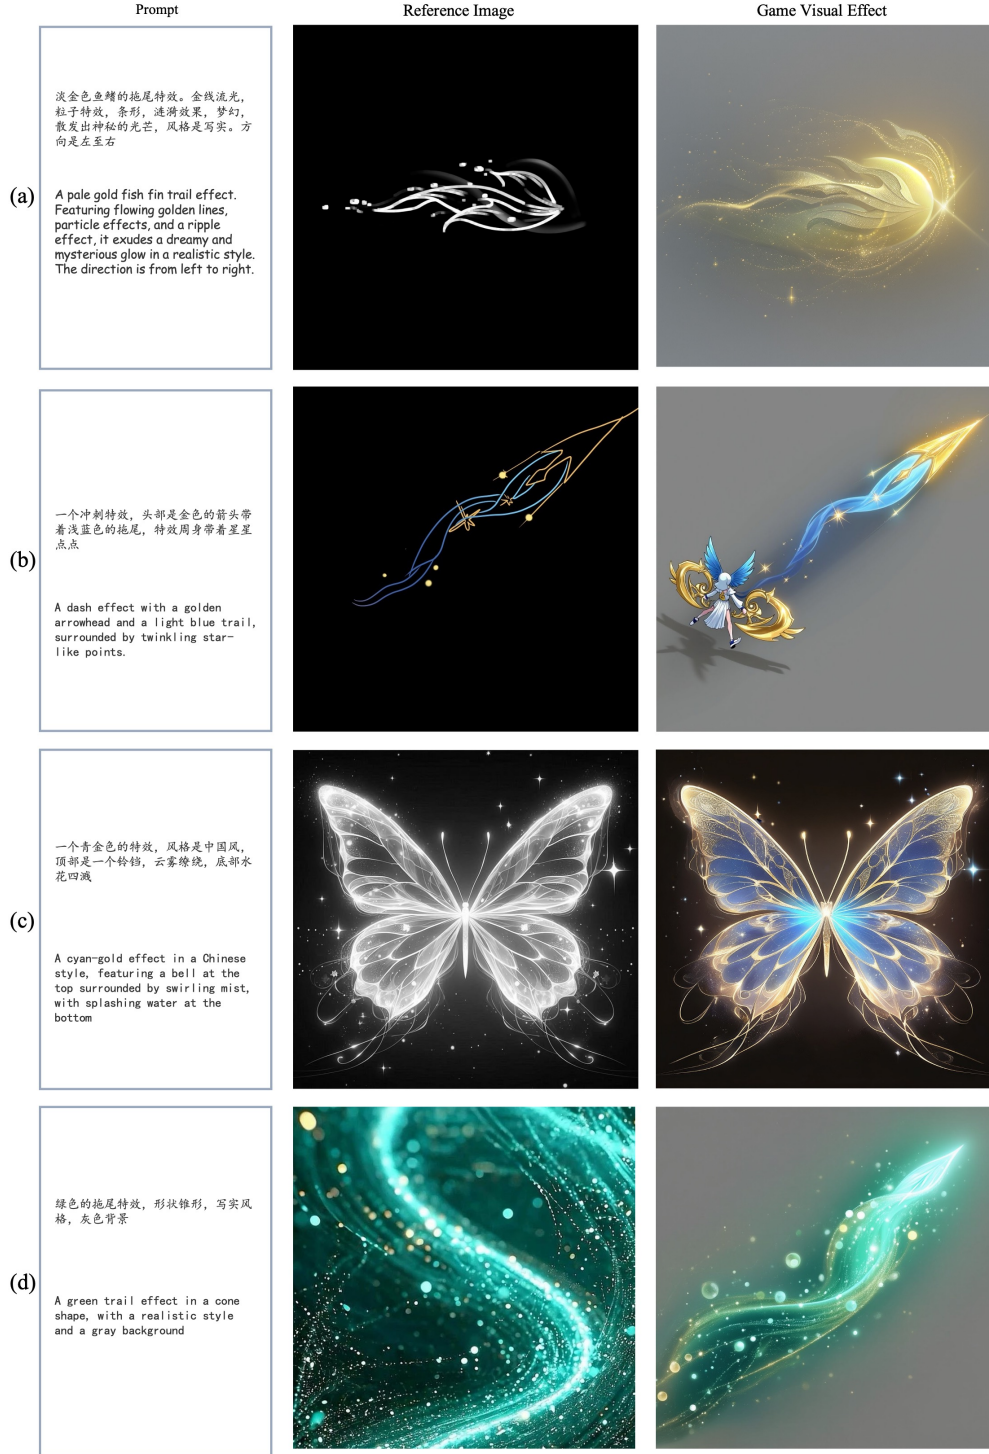 Prompt
Reference Image
Game Visual Effect
(a)
淡金色鱼鳍的拖尾特效。金线流光，
粒子特效，条形，涟漪效果，梦幻，
散发出神秘的光芒，风格是写实。方
向是左至右
A pale gold fish fin trail effect.
Featuring flowing golden lines,
particle effects, and a ripple
effect, it exudes a dreamy and
mysterious glow in a realistic style.
The direction is from left to right.
(b)
一个冲刺特效，头部是金色的箭头带
着浅蓝色的拖尾，特效周身带着星星
点点
A dash effect with a golden
arrowhead and a light blue trail,
surrounded by twinkling star-
like points.
(c)
一个青金色的特效，风格是中国风，
顶部是一个铃铛，云雾缭绕，底部水
花四溅
A cyan-gold effect in a Chinese
style, featuring a bell at the
top surrounded by swirling mist,
with splashing water at the
bottom
(d)
绿色的拖尾特效，形状锥形，写实风
格，灰色背景
A green trail effect in a cone
shape, with a realistic style
and a gray background